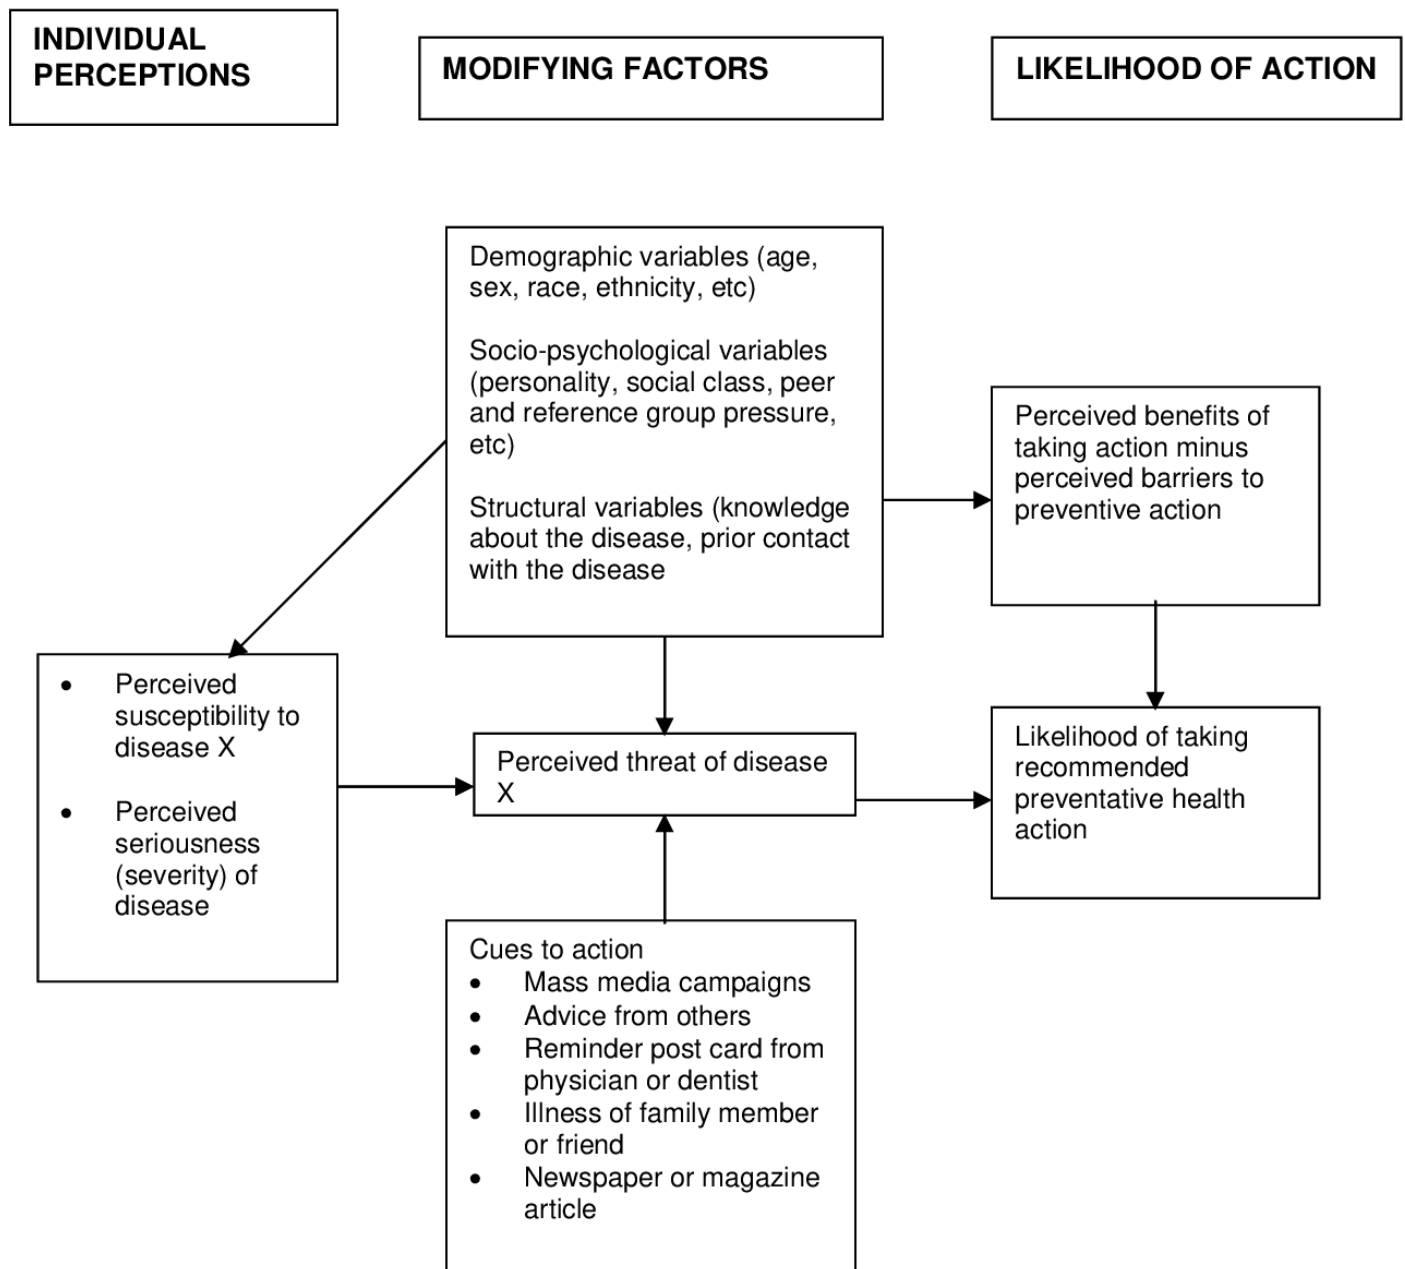 INDIVIDUAL
PERCEPTIONS
MODIFYING FACTORS
LIKELIHOOD OF ACTION
Demographic variables (age,
sex, race, ethnicity, etc)
Socio-psychological variables
(personality, social class, peer
and reference group pressure,
etc)
Structural variables (knowledge
about the disease, prior contact
with the disease
Perceived benefits of
taking action minus
perceived barriers to
preventive action
• Perceived
susceptibility to
disease X
• Perceived
seriousness
(severity) of
disease
Perceived threat of disease
X
Likelihood of taking
recommended
preventative health
action
Cues to action
• Mass media campaigns
• Advice from others
• Reminder post card from
physician or dentist
• Illness of family member
or friend
• Newspaper or magazine
article